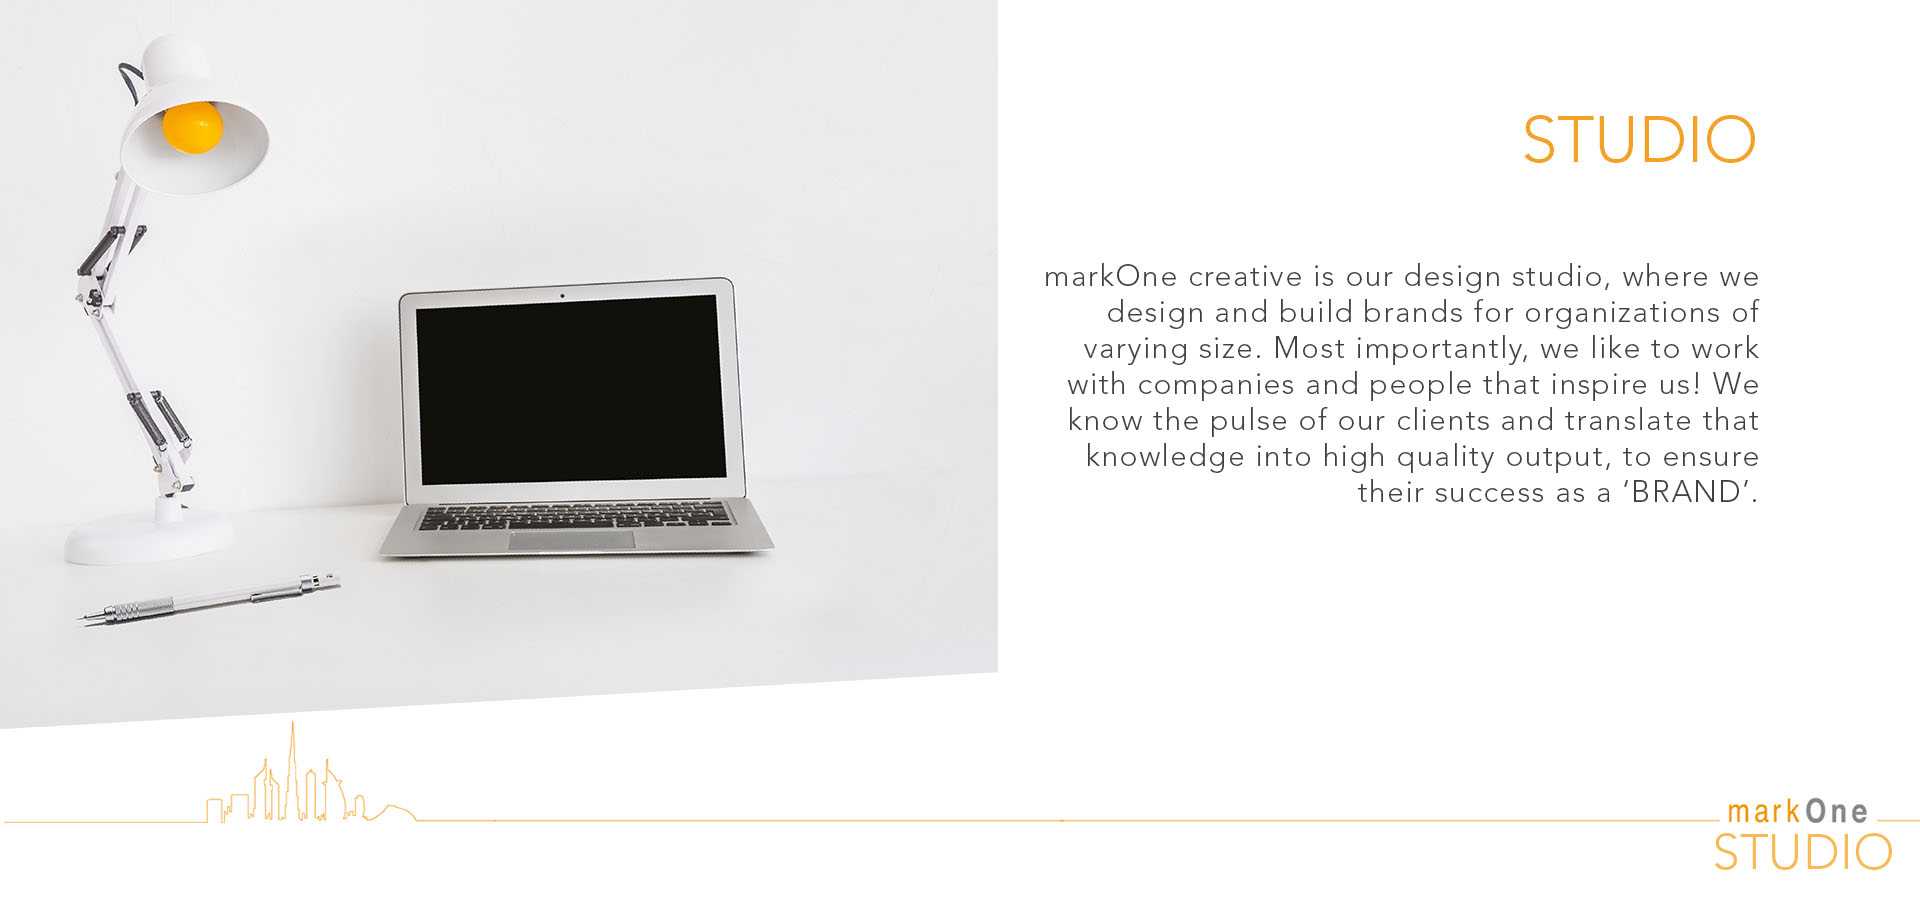 STUDIO
markOne creative is our design studio, where we
design and build brands for organizations of
varying size. Most importantly, we like to work
with companies and people that inspire us! We
know the pulse of our clients and translate that
knowledge into high quality output, to ensure
their success as a ‘BRAND’.
markOne
STUDIO